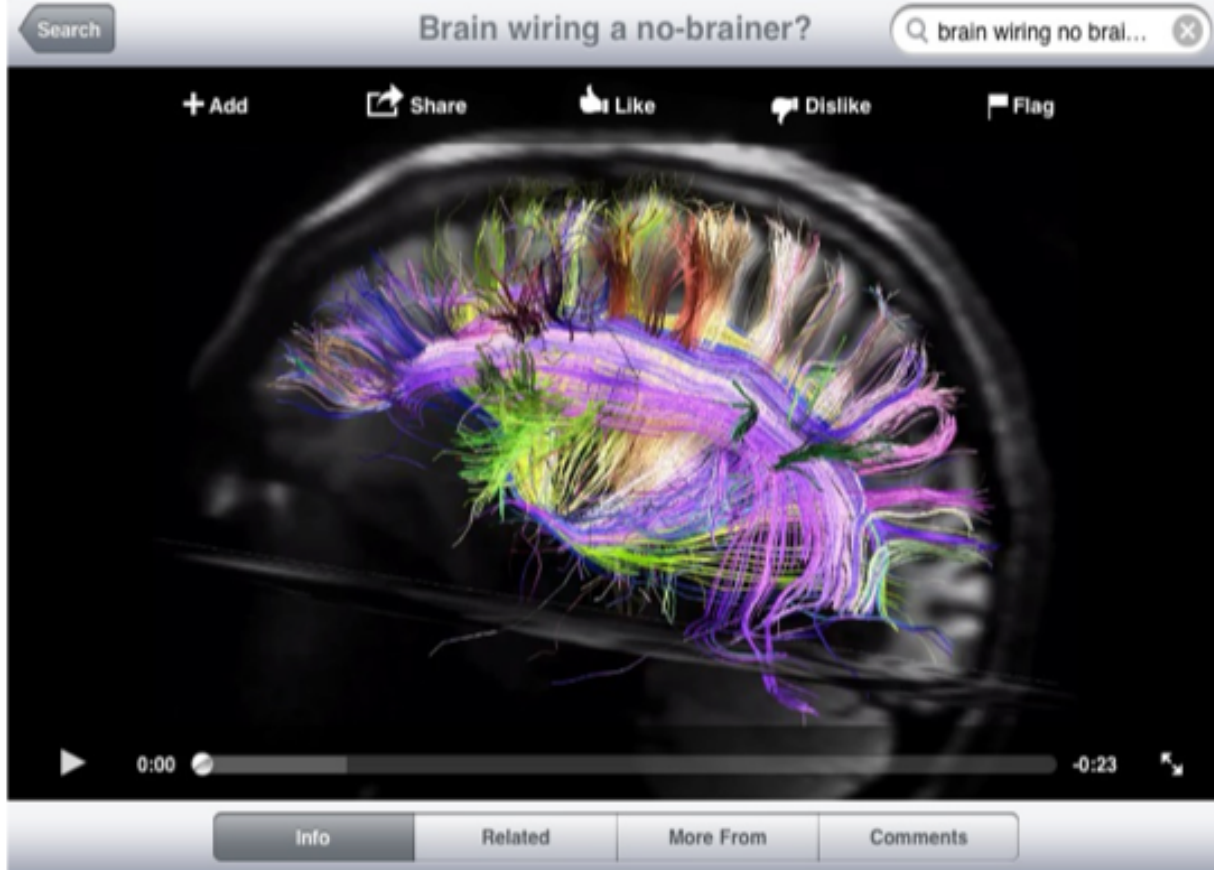 Search
Brain wiring a no-brainer?
brain wiring no brai...
Add
Share
Like
Dislike
Flag
0:00
-0:23
Info
Related
More From
Comments